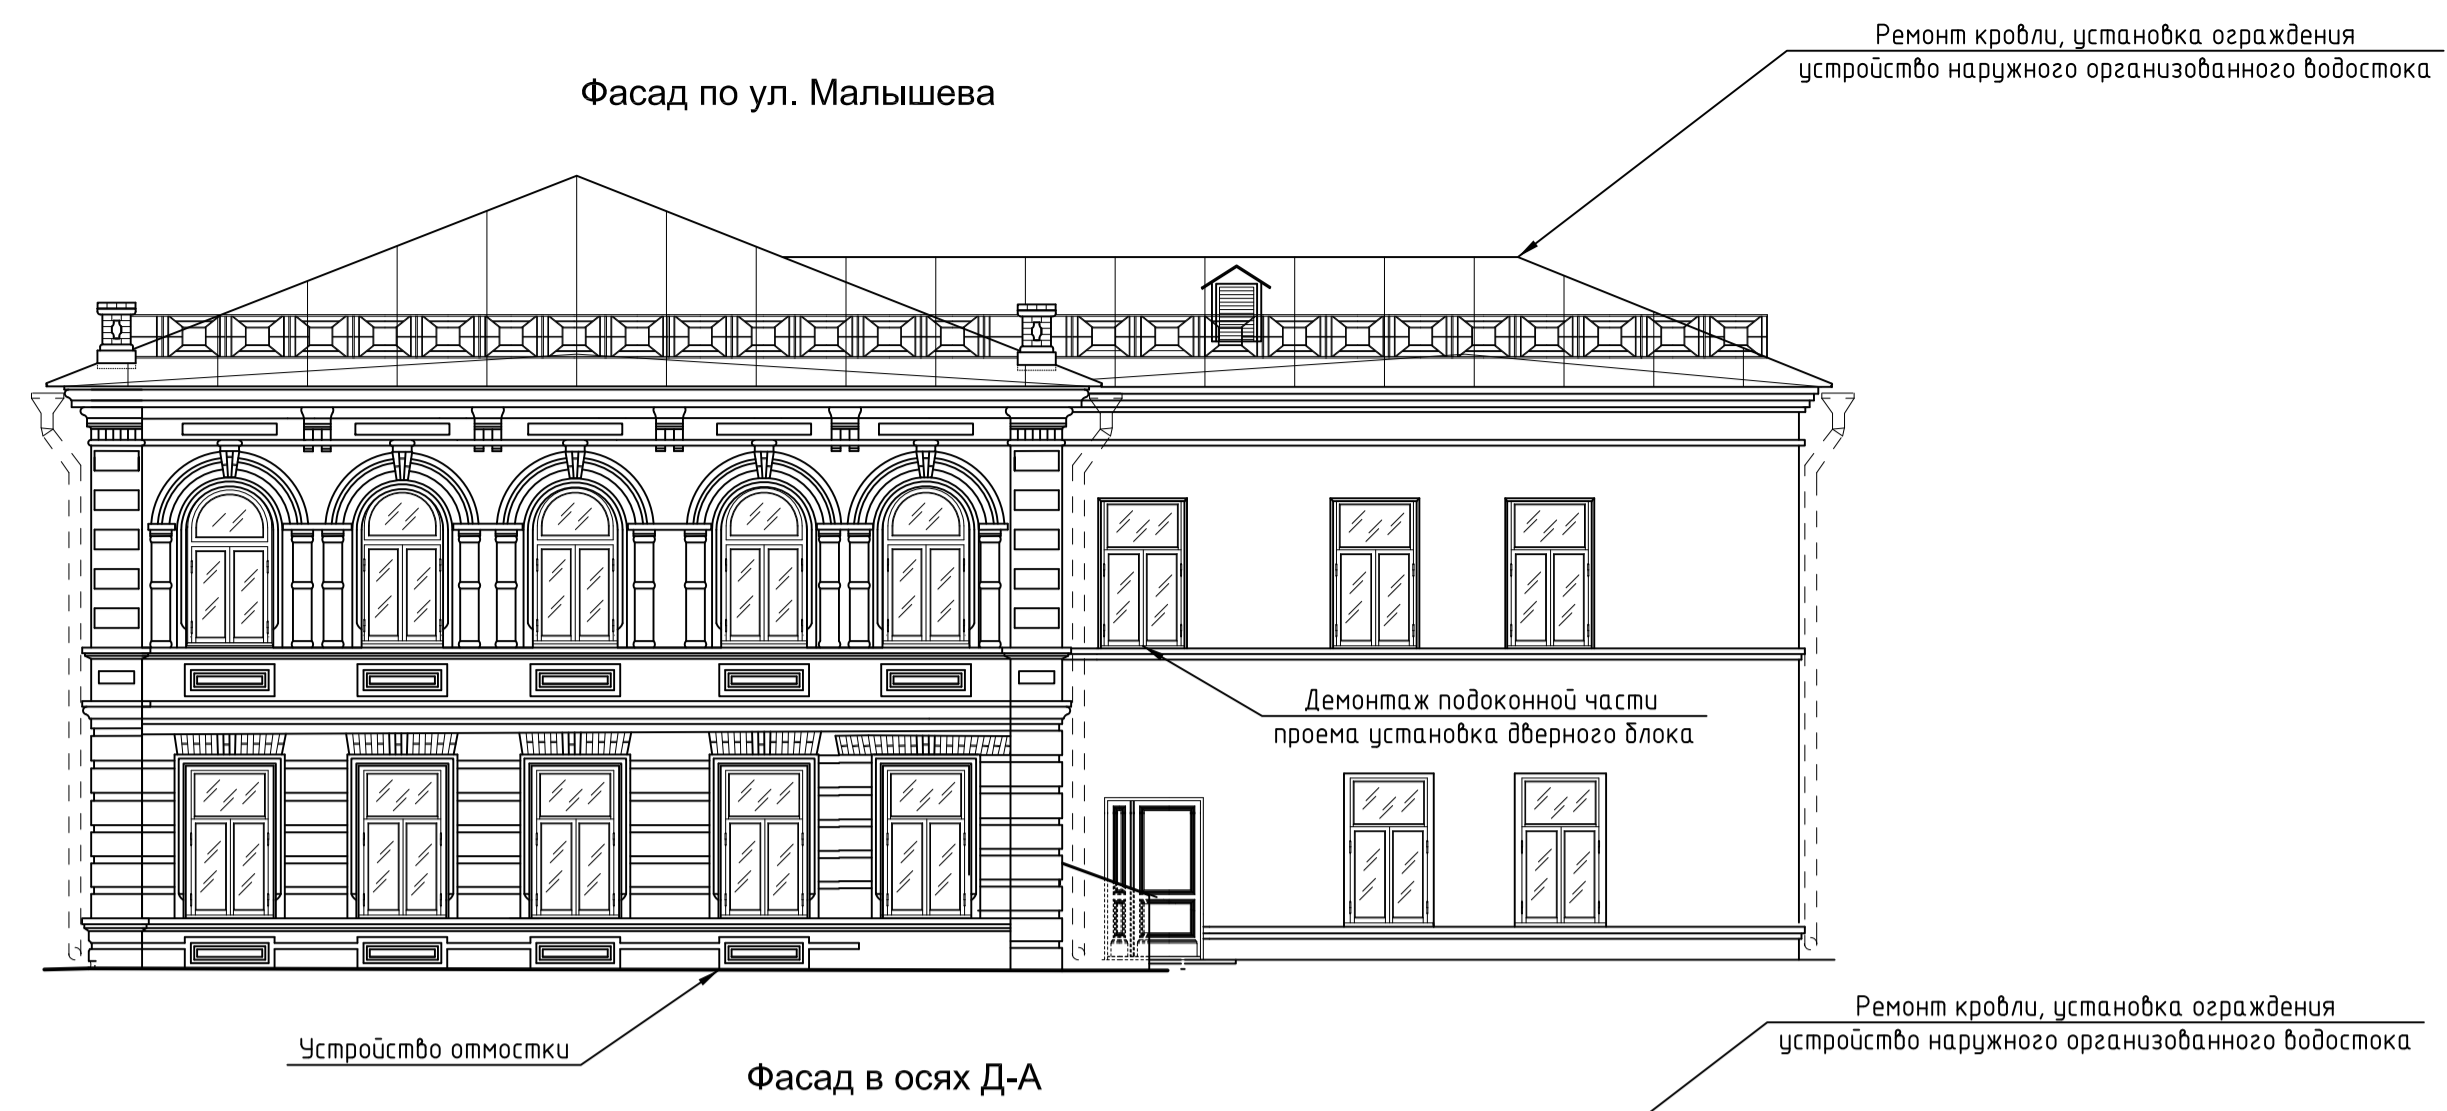 Ремонт кровли, установка ограждения
устройство наружного организованного водостока
Фасад по ул. Малышева
Демонтаж подоконной части
проема установка дверного блока
Ремонт кровли, установка ограждения
устройство наружного организованного водостока
Устройство отмостки
Фасад в осях Д-А